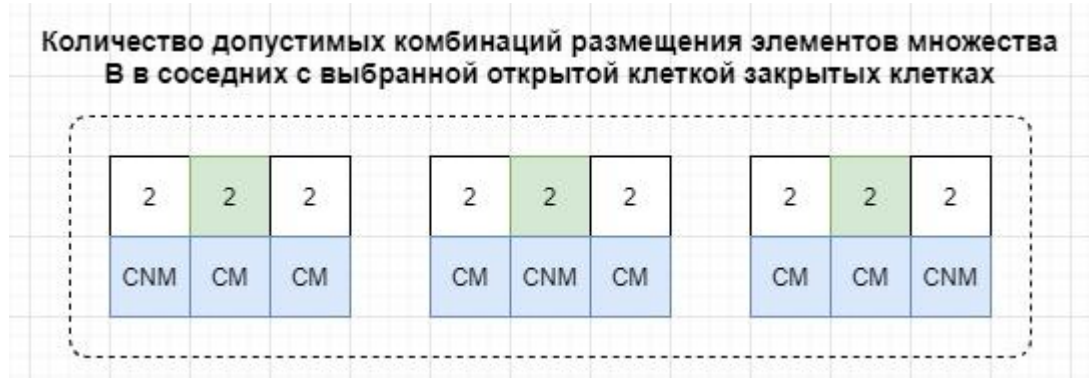 Количество допустимых комбинаций размещения элементов множества
B в соседних с выбранной открытой клеткой закрытых клетках
2 2 2 2 2 2 2 2 2
CNM CM CM CM CNM CM CM CM CNM